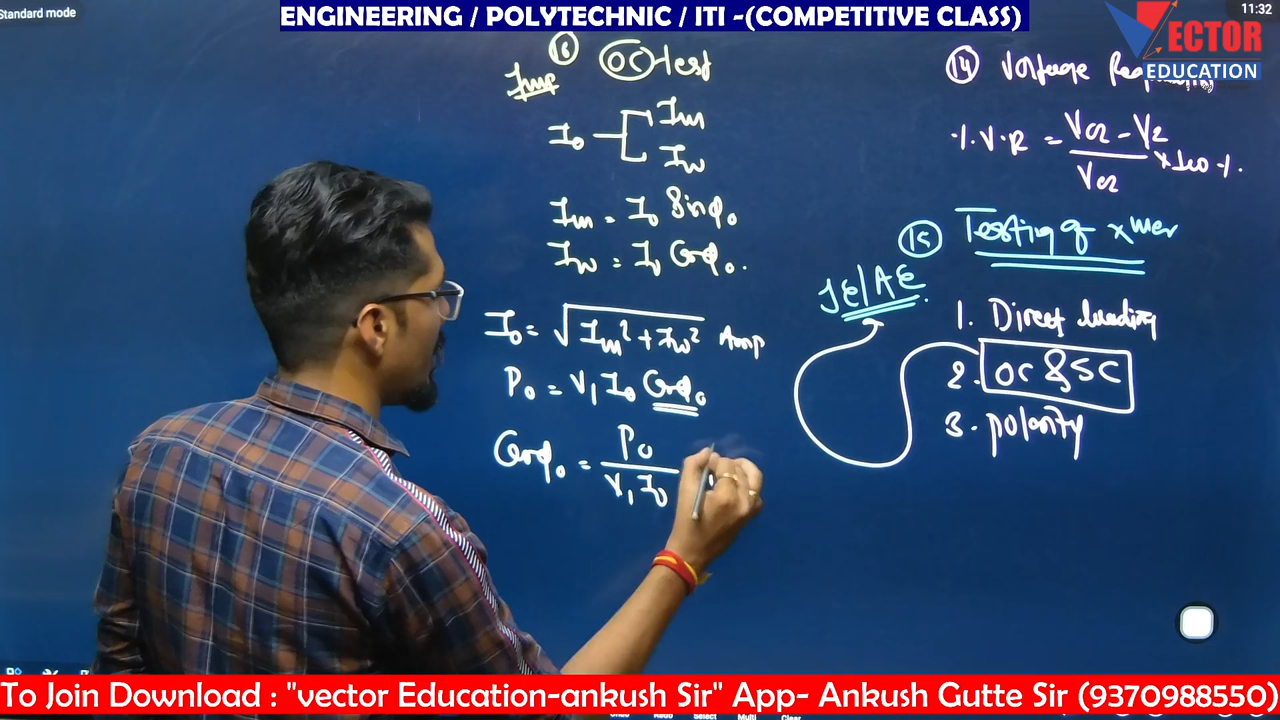 Standard mode
ENGINEERING / POLYTECHNIC / ITI -(COMPETITIVE CLASS)
11:32
VECTOR
EDUCATION
16 OC test
Imp
I₀ Im
Iw
Im = I₀ Sinφ₀
Iw = I₀ Cosφ₀.
I₀ = √Im² + Iw² Amp
P₀ = V₁ I₀ Cosφ₀
Cosφ₀ = P₀ / V₁ I₀
14 Voltage
%.V.R = V02 - V2 / V02 × 100 %.
15 Testing of xmer
JE/AE.
1. Direct loading
2. OC & SC
3. polarity
To Join Download : "vector Education-ankush Sir" App- Ankush Gutte Sir (9370988550)